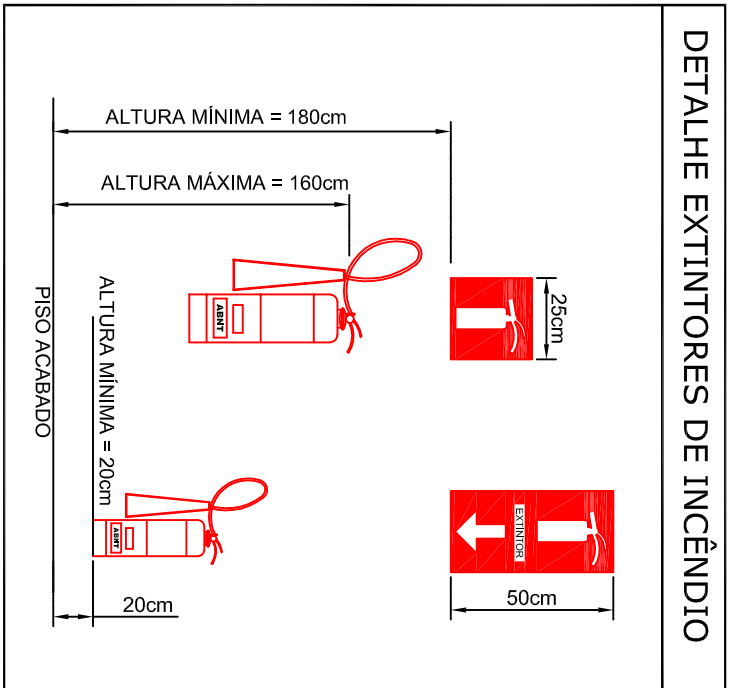 DETALHE EXTINTORES DE INCÊNDIO
ALTURA MÍNIMA = 180cm
ALTURA MÁXIMA = 160cm
25cm
ABNT
ALTURA MÍNIMA = 20cm
PISO ACABADO
EXTINTOR
ABNT
50cm
20cm